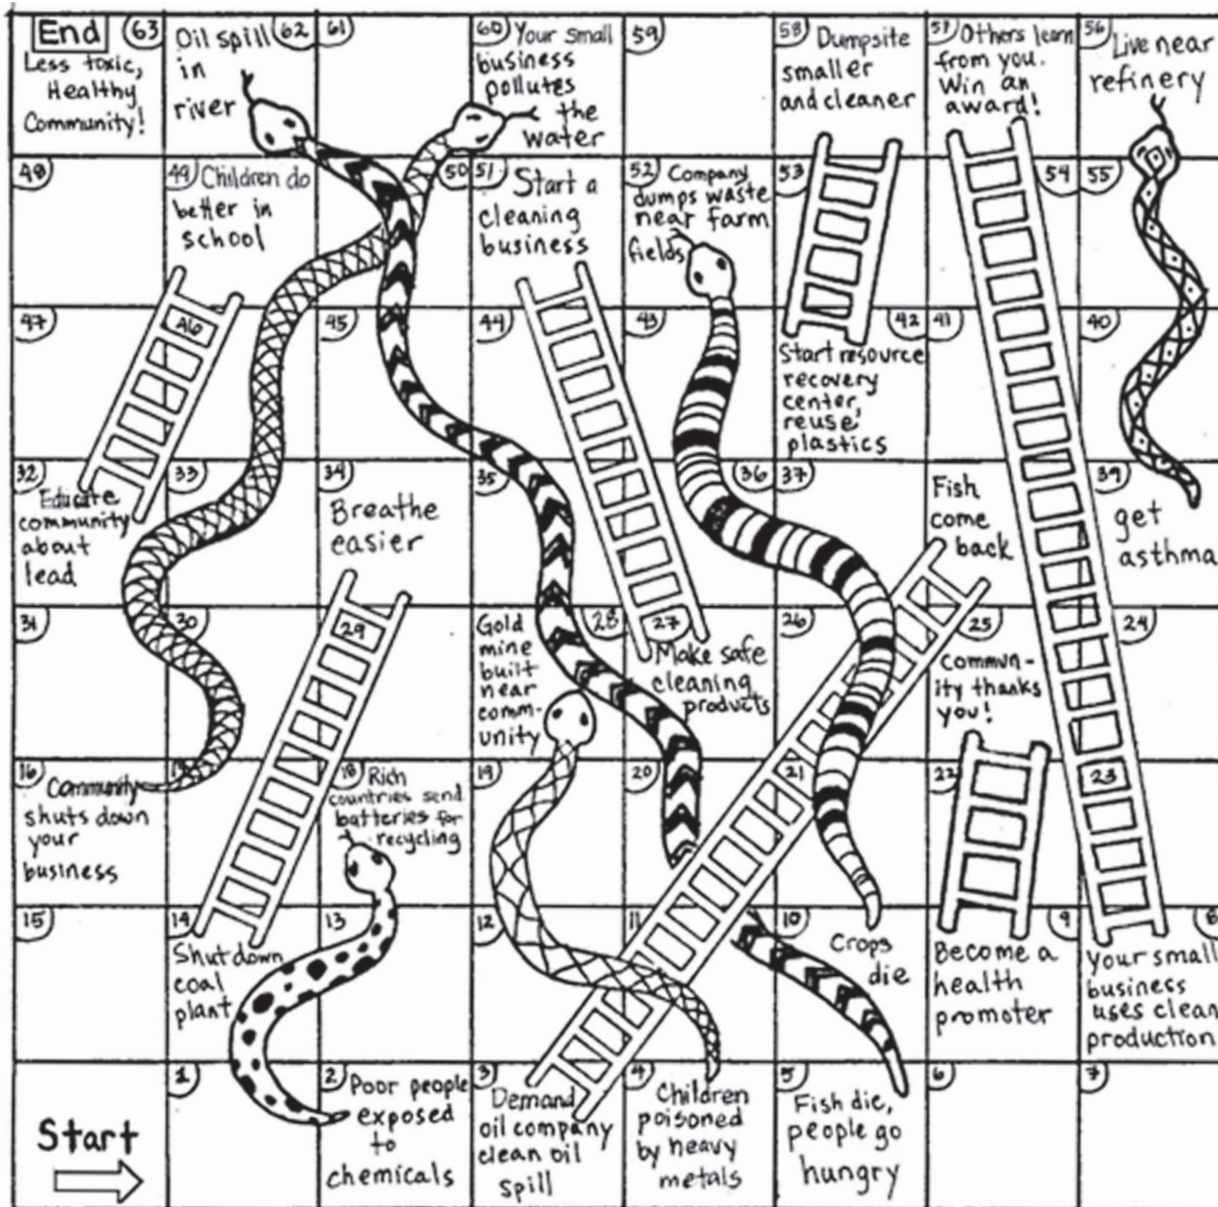 End 63
Less toxic,
Healthy
Community!
Oil spill 62
in
river
61
60 Your small
business
pollutes
the
water
59
58 Dumpsite
smaller
and cleaner
57 Others learn
from you.
Win an
award!
56 Live near
refinery
48
49 Children do
better in
school
50
51 Start a
cleaning
business
52 Company
dumps waste
near farm
fields
53
54
55
47
46
45
44
43
42
Start resource
recovery
center,
reuse
plastics
41
40
32
Educate
community
about
lead
33
34
Breathe
easier
35
36
37
Fish
come
back
39
get
asthma
31
30
29
28
Gold
mine
built
near
comm-
unity
27
Make safe
cleaning
products
26
25
Commun-
ity thanks
you!
24
16
Community
shuts down
your
business
17
18 Rich
countries send
batteries for
recycling
19
20
21
22
23
15
14
Shut down
coal
plant
13
12
11
10
Crops
die
9
Become a
health
promoter
8
Your small
business
uses clean
production
Start
1
2 Poor people
exposed
to
chemicals
3
Demand
oil company
clean oil
spill
4
Children
poisoned
by heavy
metals
5
Fish die,
people go
hungry
6
7